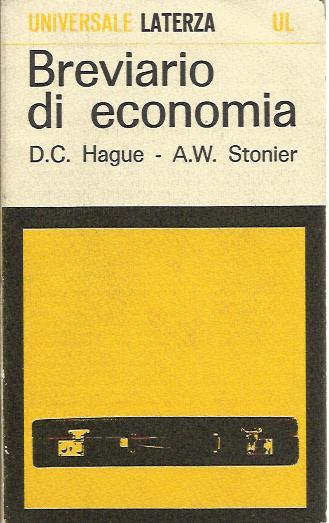 UNIVERSALE LATERZA UL
Breviario
di economia
D.C. Hague - A.W. Stonier